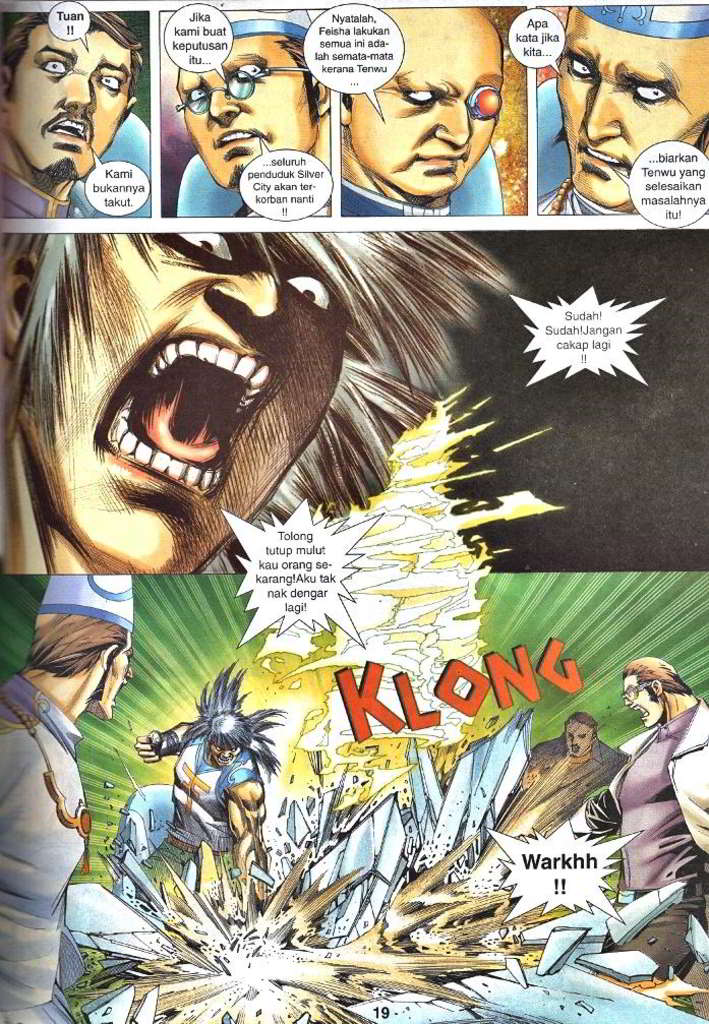 Tuan
!!
Kami
bukannya
takut.
Jika
kami buat
keputusan
itu...
...seluruh
penduduk Silver
City akan ter-
korban nanti
!!
Nyatalah,
Feisha lakukan
semua ini ada-
lah semata-mata
kerana Tenwu
...
Apa
kata jika
kita...
...biarkan
Tenwu yang
selesaikan
masalahnya
itu!
Sudah!
Sudah!Jangan
cakap lagi
!!
Tolong
tutup mulut
kau orang se-
karang!Aku tak
nak dengar
lagi!
KLONG
Warkhh
!!
19